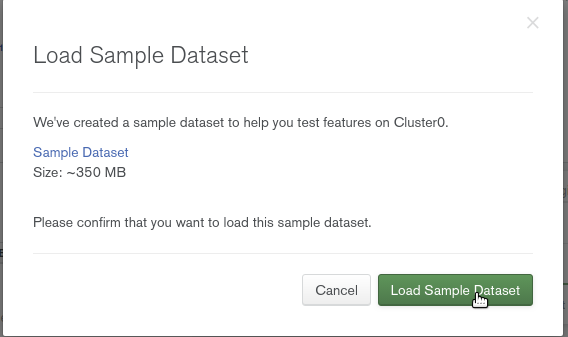 Load Sample Dataset
We've created a sample dataset to help you test features on Cluster0.
Sample Dataset
Size: ~350 MB
Please confirm that you want to load this sample dataset.
Cancel
Load Sample Dataset